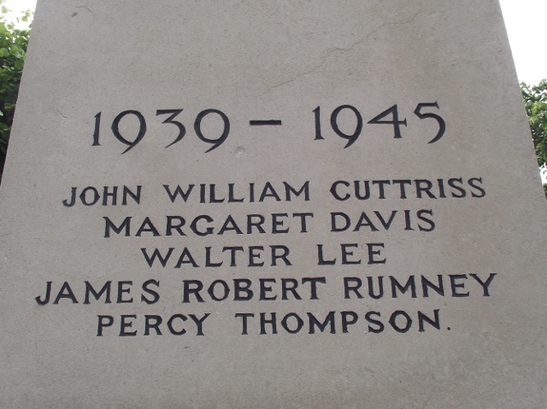 1939 – 1945
JOHN WILLIAM CUTTRISS
MARGARET DAVIS
WALTER LEE
JAMES ROBERT RUMNEY
PERCY THOMPSON.